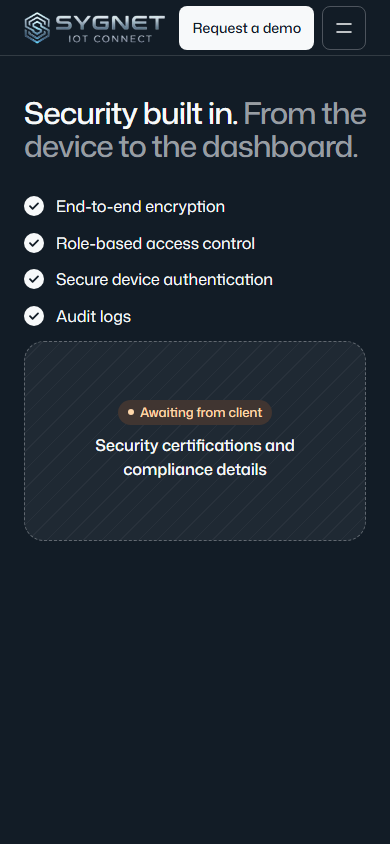 SYGNET
IOT CONNECT
Request a demo
Security built in. From the
device to the dashboard.
End-to-end encryption
Role-based access control
Secure device authentication
Audit logs
Awaiting from client
Security certifications and
compliance details